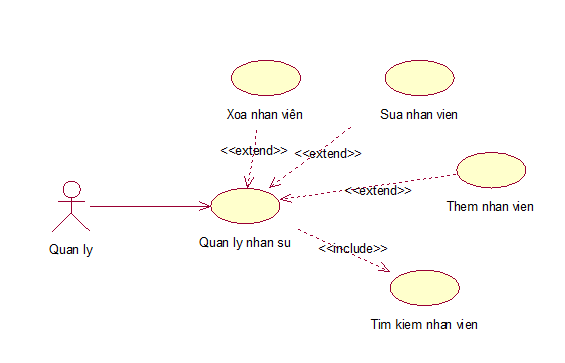 Xoa nhan viên
Sua nhan vien
<<extend>>
<<extend>>
<<extend>>
Them nhan vien
Quan ly
Quan ly nhan su
<<include>>
Tim kiem nhan vien